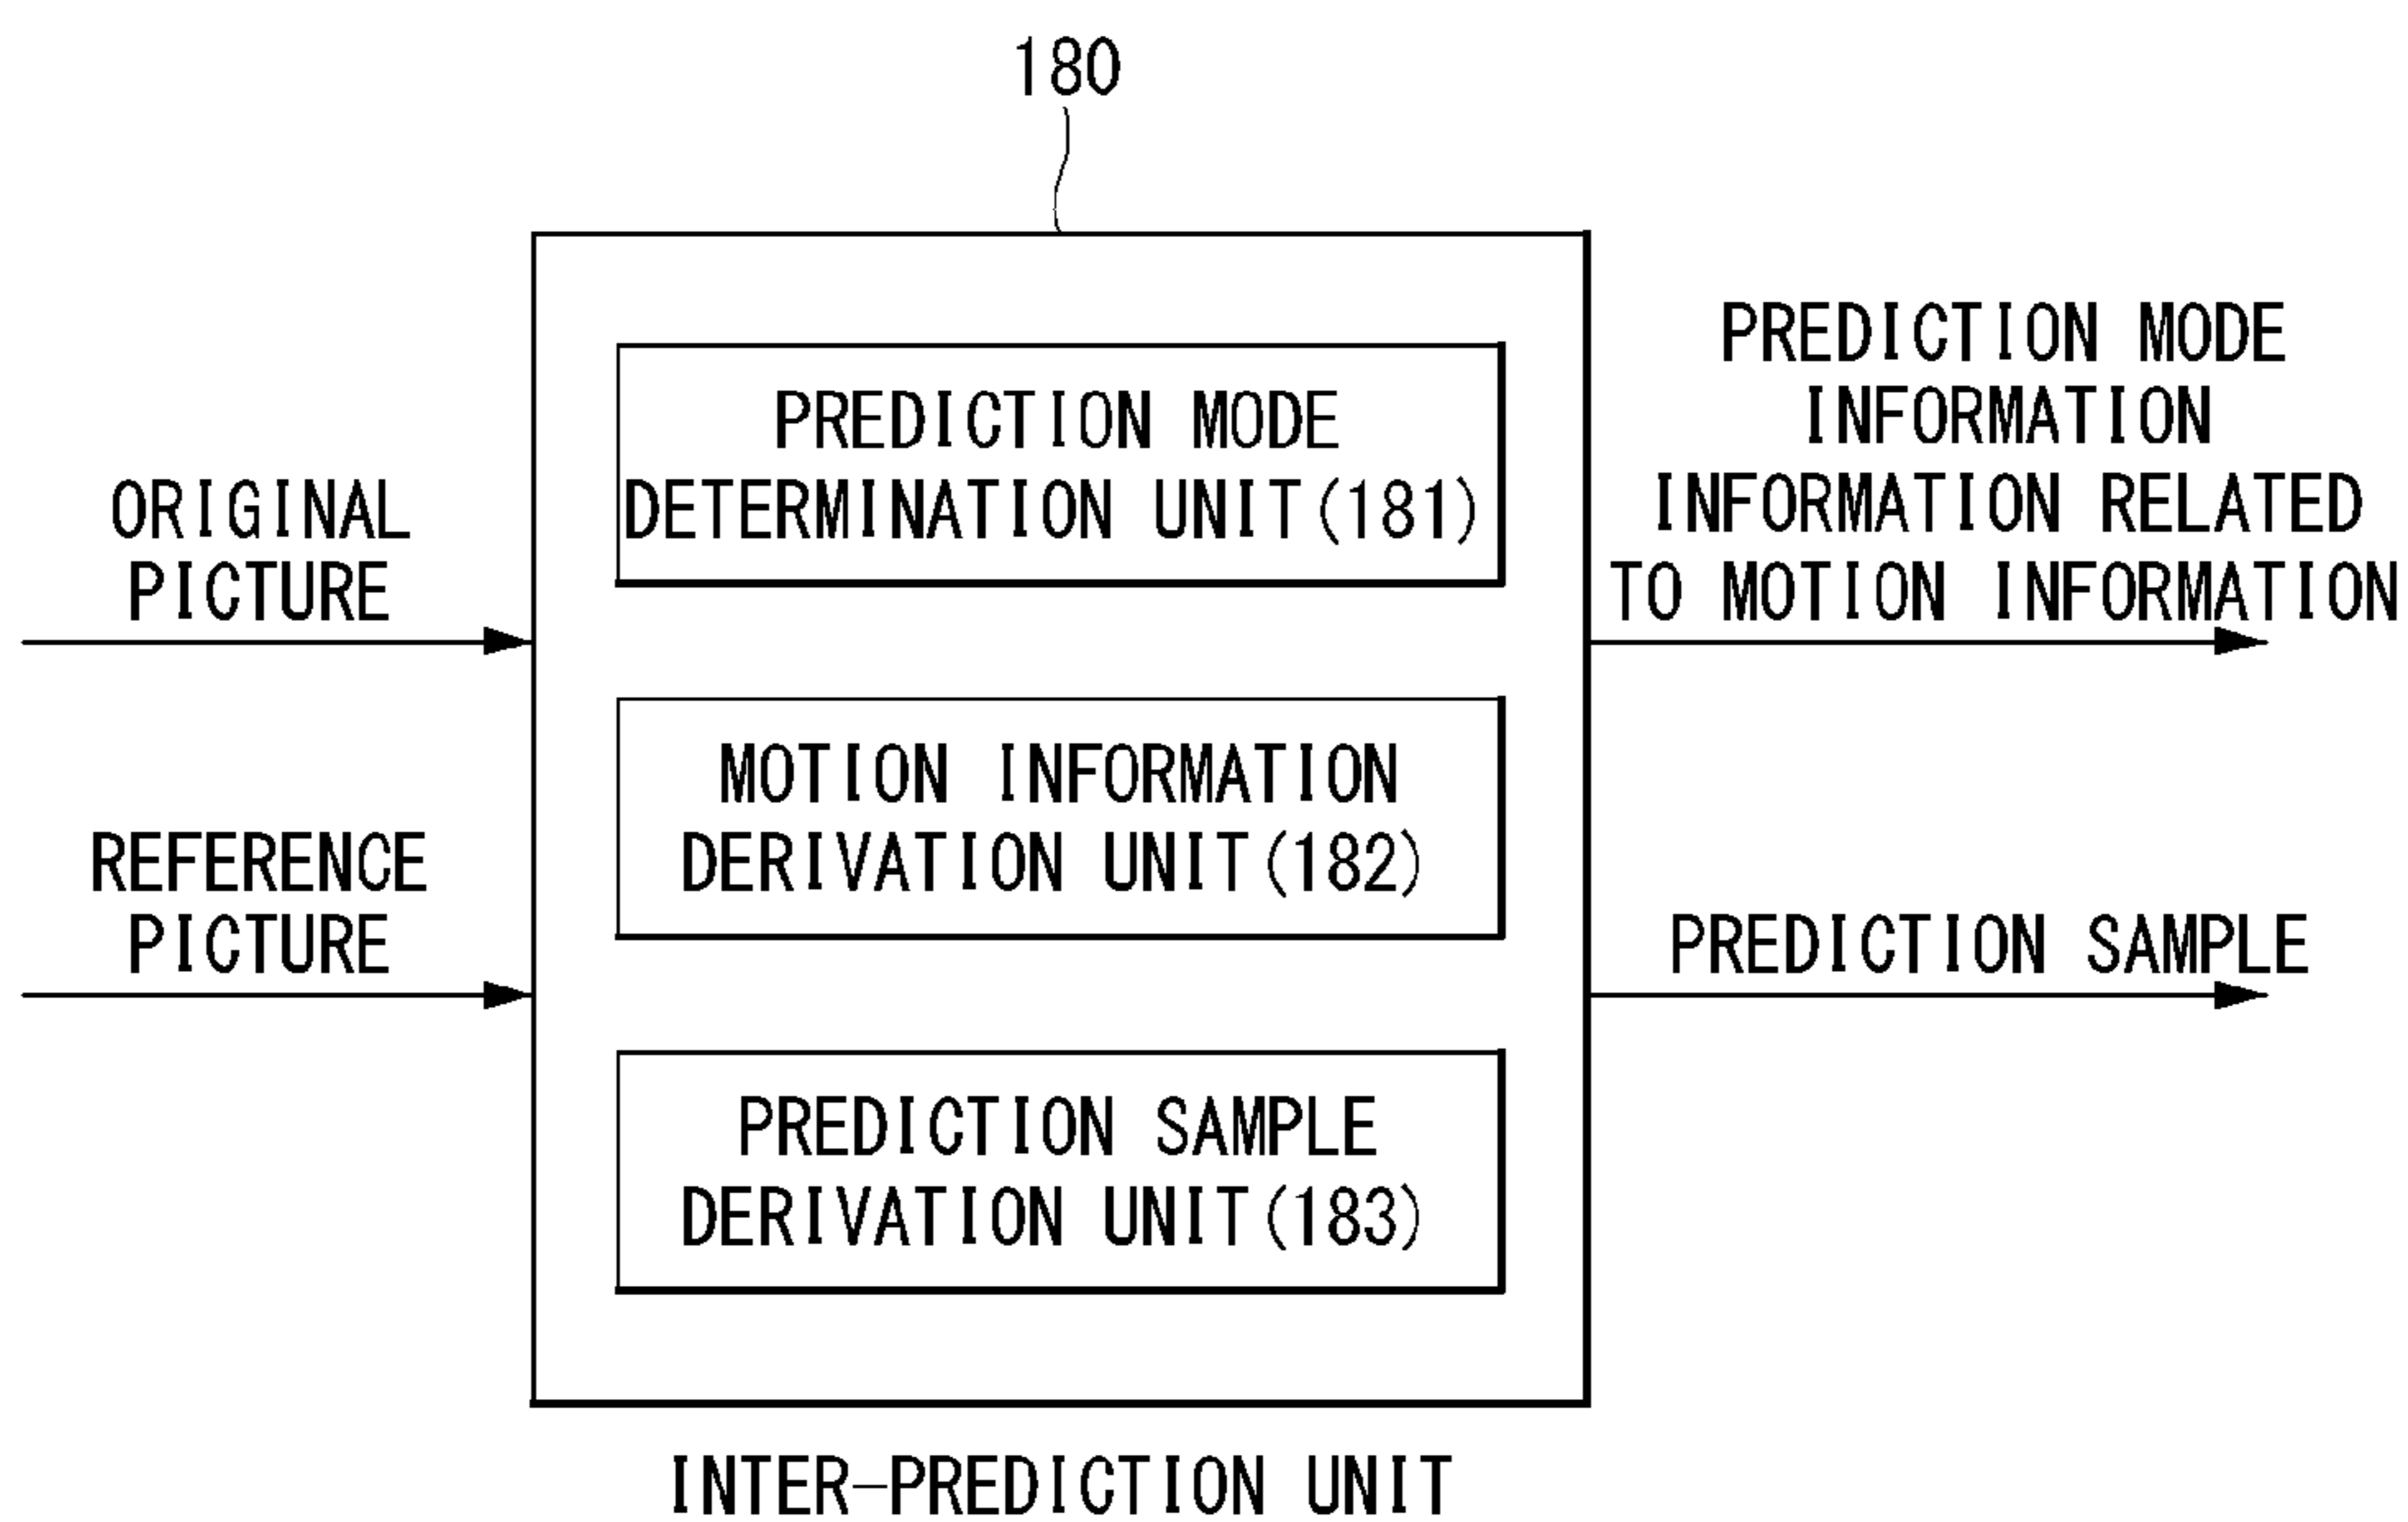 180
ORIGINAL
PICTURE
REFERENCE
PICTURE
PREDICTION MODE
DETERMINATION UNIT(181)
MOTION INFORMATION
DERIVATION UNIT(182)
PREDICTION SAMPLE
DERIVATION UNIT(183)
PREDICTION MODE
INFORMATION
INFORMATION RELATED
TO MOTION INFORMATION
PREDICTION SAMPLE
INTER-PREDICTION UNIT